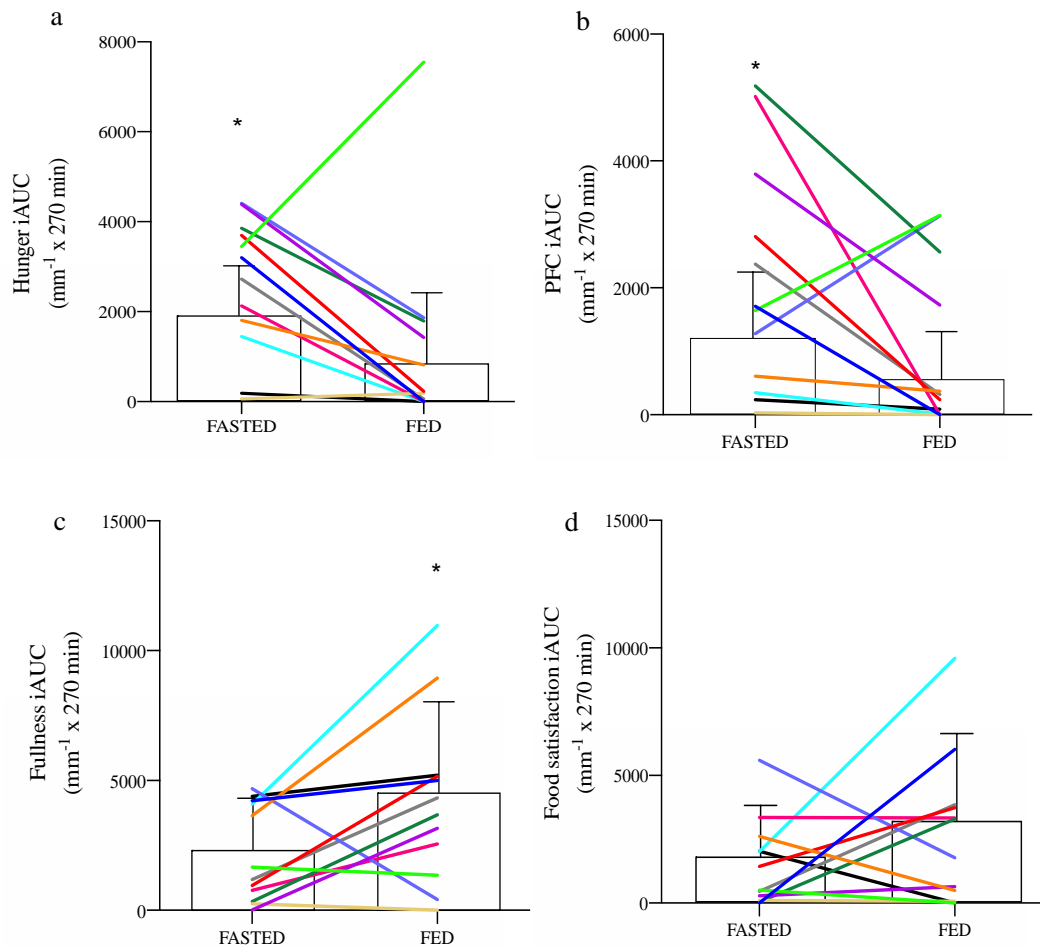 a
Hunger iAUC
(mm⁻¹ x 270 min)
8000
6000
4000
2000
0
*
FASTED
FED
b
PFC iAUC
(mm⁻¹ x 270 min)
6000
4000
2000
0
*
FASTED
FED
c
Fullness iAUC
(mm⁻¹ x 270 min)
15000
10000
5000
0
*
FASTED
FED
d
Food satisfaction iAUC
(mm⁻¹ x 270 min)
15000
10000
5000
0
FASTED
FED